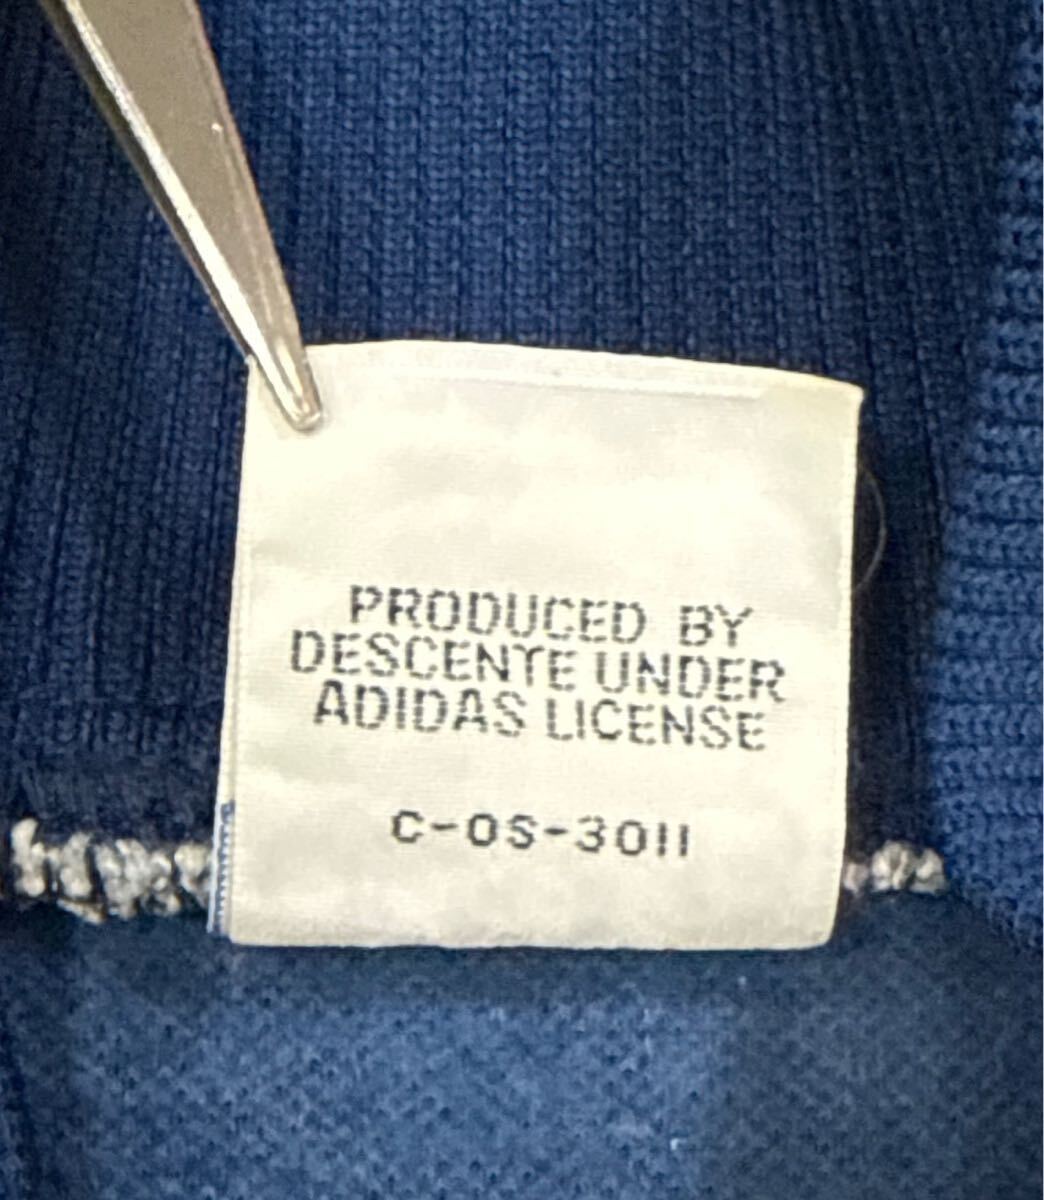 PRODUCED BY
DESCENTE UNDER
ADIDAS LICENSE
C-OS-3011